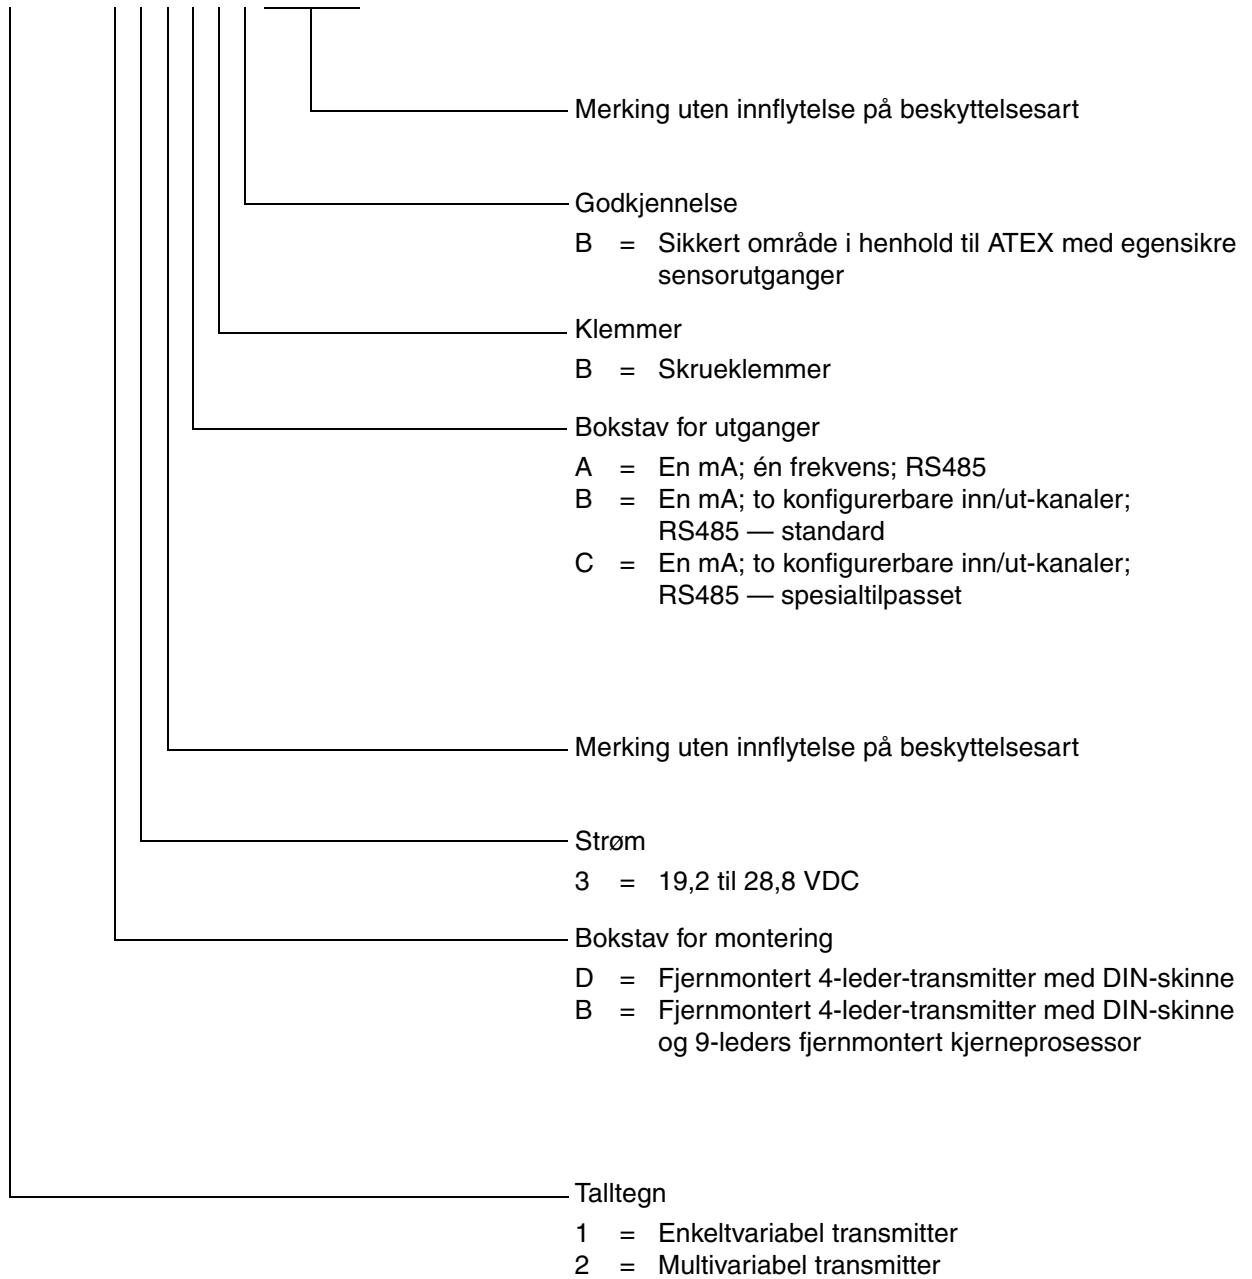 Merking uten innflytelse på beskyttelsesart
Godkjennelse
B = Sikkert område i henhold til ATEX med egensikre
sensorutganger
Klemmer
B = Skrueklemmer
Bokstav for utganger
A = En mA; én frekvens; RS485
B = En mA; to konfigurerbare inn/ut-kanaler;
RS485 — standard
C = En mA; to konfigurerbare inn/ut-kanaler;
RS485 — spesialtilpasset
Merking uten innflytelse på beskyttelsesart
Strøm
3 = 19,2 til 28,8 VDC
Bokstav for montering
D = Fjernmontert 4-leder-transmitter med DIN-skinne
B = Fjernmontert 4-leder-transmitter med DIN-skinne
og 9-leders fjernmontert kjerneprosessor
Talltegn
1 = Enkeltvariabel transmitter
2 = Multivariabel transmitter